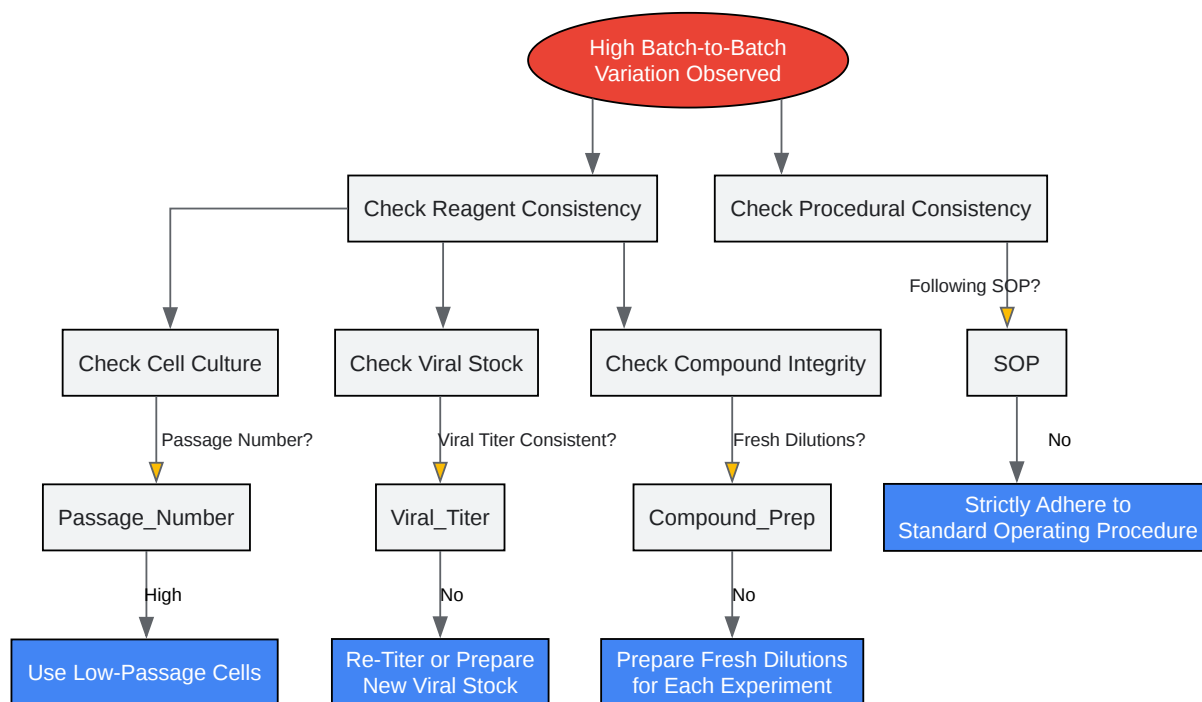 High Batch-to-Batch
Variation Observed
Check Reagent Consistency
Check Procedural Consistency
Following SOP?
Check Cell Culture
Check Viral Stock
Check Compound Integrity
SOP
Passage Number?
Viral Titer Consistent?
Fresh Dilutions?
No
Passage_Number
Viral_Titer
Compound_Prep
Strictly Adhere to
Standard Operating Procedure
High
No
No
Use Low-Passage Cells
Re-Titer or Prepare
New Viral Stock
Prepare Fresh Dilutions
for Each Experiment